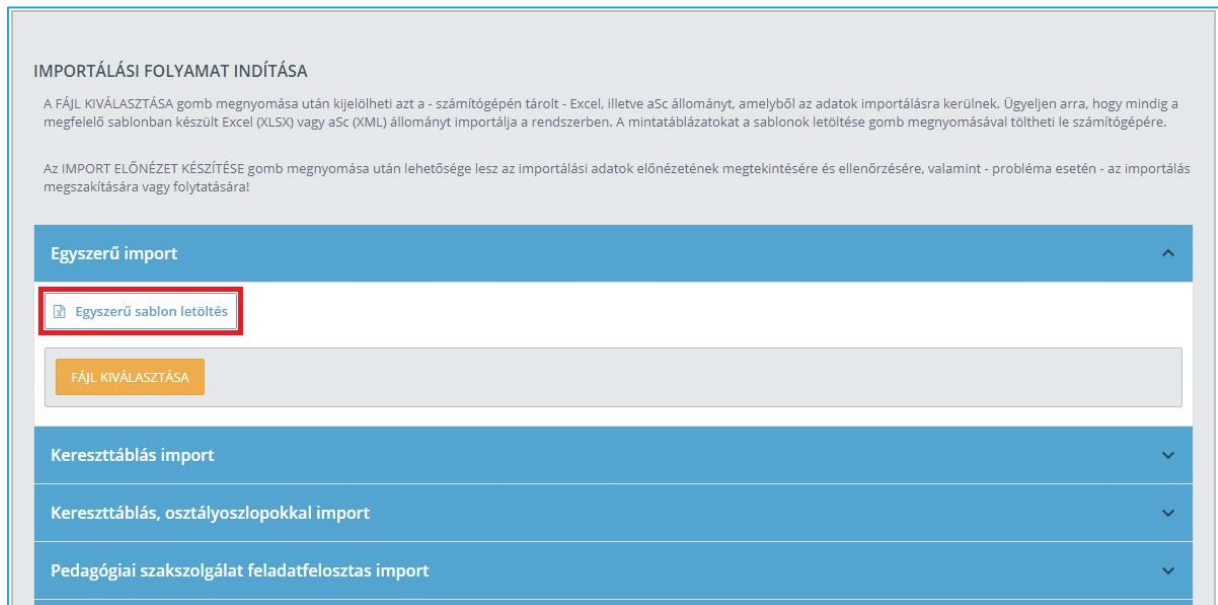 IMPORTÁLÁSI FOLYAMAT INDÍTÁSA
A FÁJL KIVÁLASZTÁSA gomb megnyomása után kijelölheti azt a - számítógépén tárolt - Excel, illetve aSc állományt, amelyből az adatok importálásra kerülnek. Ügyeljen arra, hogy mindig a
megfelelő sablonban készült Excel (XLSX) vagy aSc (XML) állományt importálja a rendszerben. A mintatáblázatokat a sablonok letöltése gomb megnyomásával töltheti le számítógépére.
Az IMPORT ELŐNÉZET KÉSZÍTÉSE gomb megnyomása után lehetősége lesz az importálási adatok előnézetének megtekintésére és ellenőrzésére, valamint - probléma esetén - az importálás
megszakítására vagy folytatására!
Egyszerű import
Egyszerű sablon letöltés
FÁJL KIVÁLASZTÁSA
Kereszttáblás import
Kereszttáblás, osztályoszlopokkal import
Pedagógiai szakszolgálat feladatfelosztas import